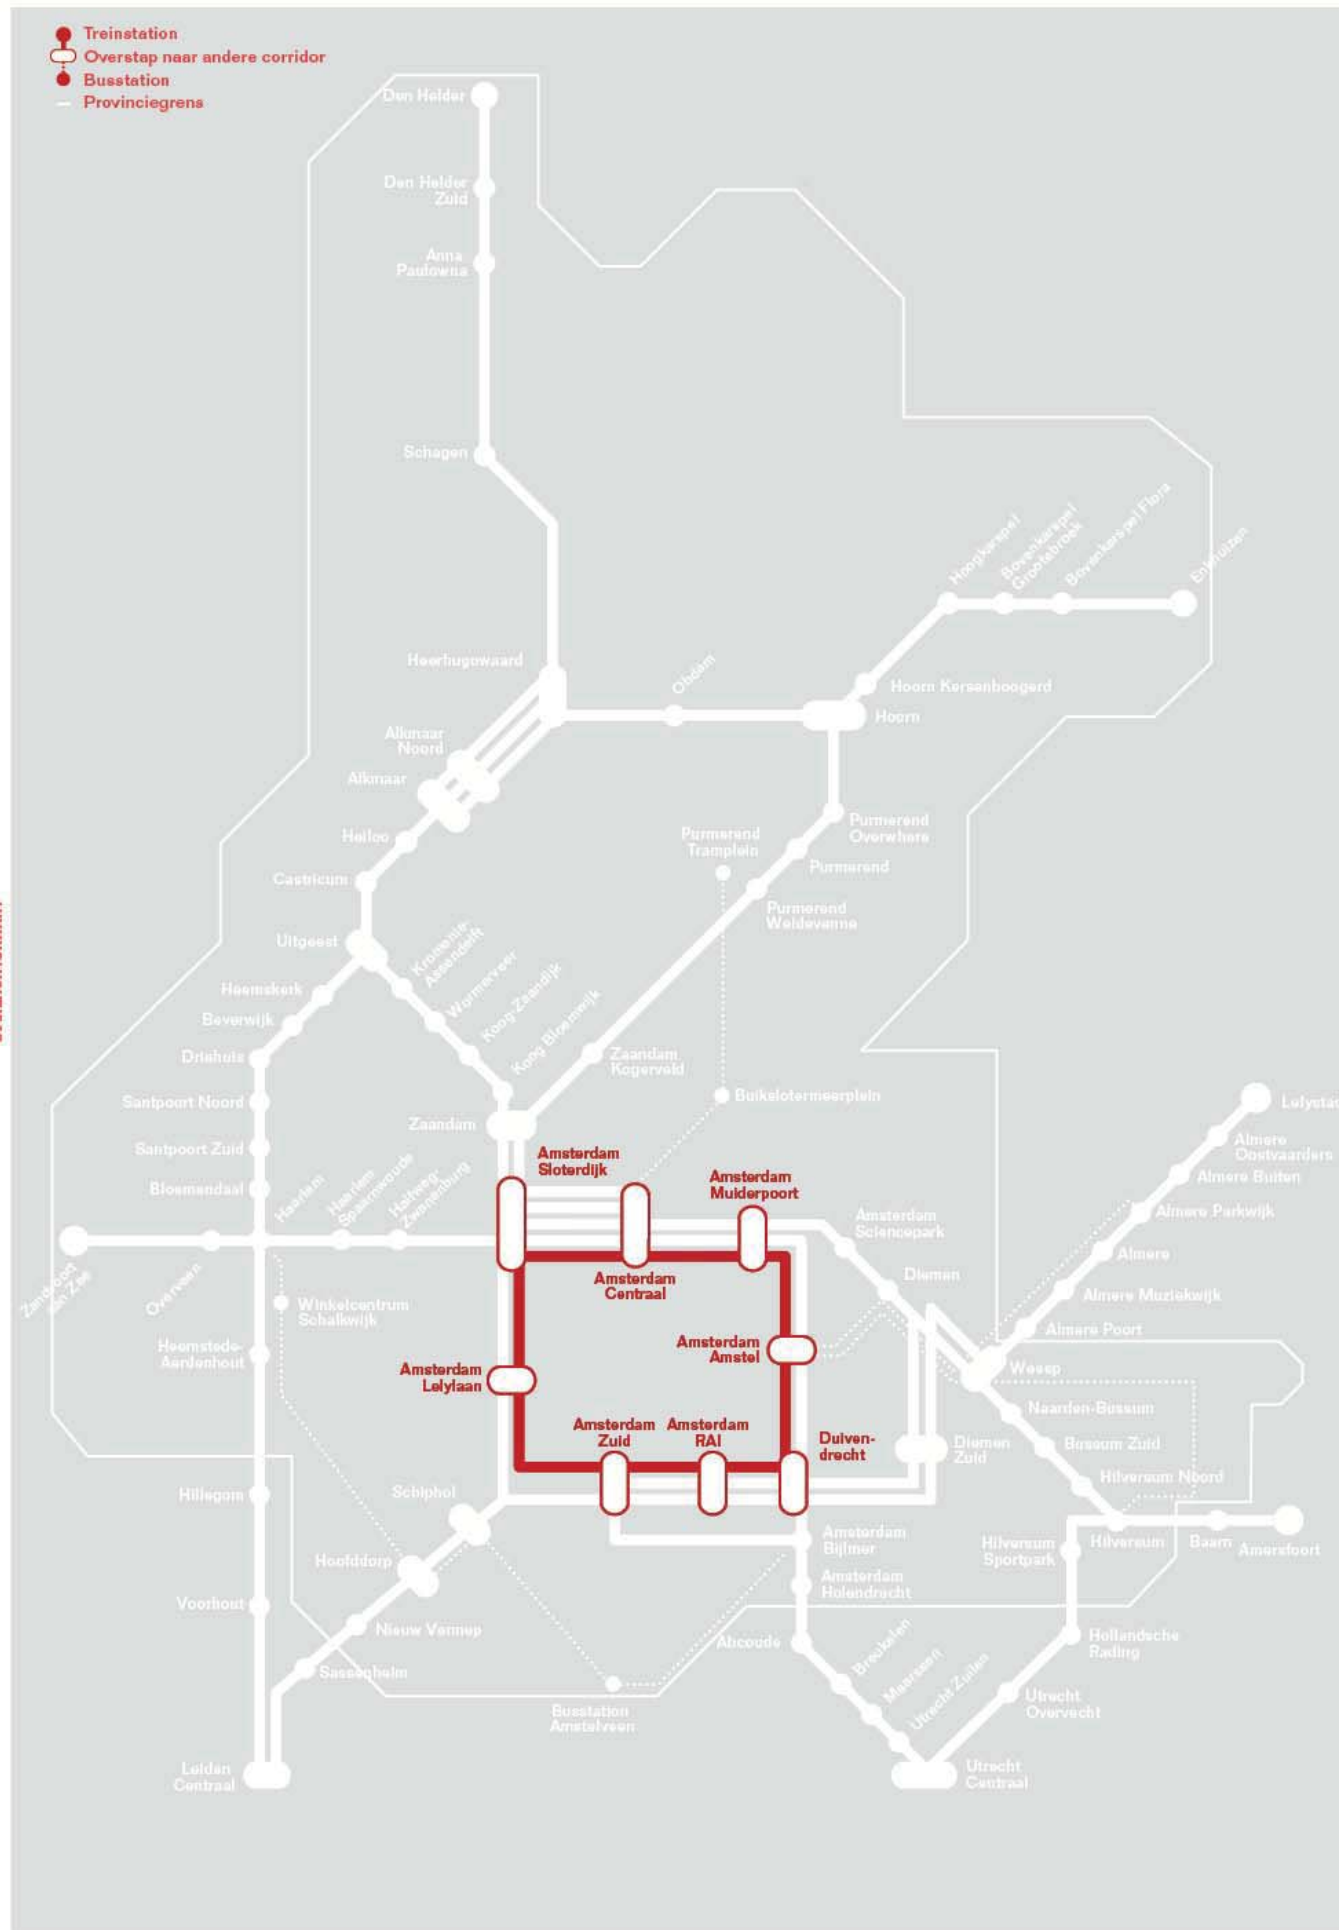 Treinstation
Overstap naar andere corridor
Busstation
Provinciegrens
Den Helder
Den Helder
Zuid
Anna
Paulowna
Schagen
Hoogkarspel
Bovenkarspel
Grootebroek
Bovenkarspel Flora
Enkhuizen
Heerhugowaard
Obdam
Hoorn Kersenboogerd
Hoorn
Alkmaar
Noord
Alkmaar
Heiloo
Castricum
Uitgeest
Purmerend
Tramplein
Purmerend
Overwhere
Purmerend
Purmerend
Weidevenne
Krommenie-
Assendelft
Wormerveer
Koog-Zaandijk
Koog Bloemwijk
Heemskerk
Beverwijk
Driehuis
Santpoort Noord
Santpoort Zuid
Bloemendaal
Zaandam
Kogerveld
Zaandam
Buikslotermeerplein
Haarlem
Haarlem
Spaarnwoude
Halfweg-
Zwanenburg
Amsterdam
Sloterdijk
Amsterdam
Muiderpoort
Amsterdam
Centraal
Amsterdam
Sciencepark
Diemen
Almere
Oostvaarders
Almere Buiten
Almere Parkwijk
Almere
Almere Muziekwijk
Almere Poort
Weesp
Zandvoort
aan Zee
Overveen
Winkelcentrum
Schalkwijk
Heemstede-
Aerdenhout
Amsterdam
Lelylaan
Amsterdam
Amstel
Amsterdam
Zuid
Amsterdam
RAI
Duiven-
drecht
Diemen
Zuid
Naarden-Bussum
Bussum Zuid
Hilversum Noord
Hilversum
Baarn
Amersfoort
Hilversum
Sportpark
Hillegom
Schiphol
Hoofddorp
Nieuw Vennep
Sassenheim
Voorhout
Amsterdam
Bijlmer
Amsterdam
Holendrecht
Abcoude
Breukelen
Maarssen
Utrecht Zuilen
Hollandsche
Rading
Utrecht
Overvecht
Busstation
Amstelveen
Leiden
Centraal
Utrecht
Centraal